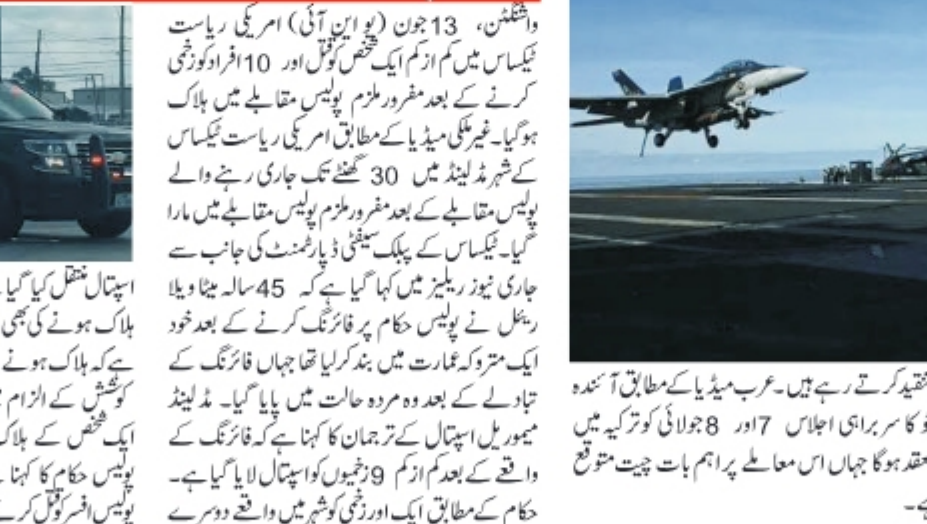 واشنگٹن، 13 جون (یو این آئی) امریکی ریاست
ٹیکساس میں کم از کم ایک شخص کو قتل اور 10 افراد کو زخمی
کرنے کے بعد مفرور ملزم پولیس مقابلے میں ہلاک
ہوگیا۔ غیر ملکی میڈیا کے مطابق امریکی ریاست ٹیکساس
کے شہر مڈلینڈ میں 30 گھنٹے تک جاری رہنے والے
پولیس مقابلے کے بعد مفرور ملزم پولیس مقابلے میں مارا
گیا۔ ٹیکساس کے پبلک سیفٹی ڈپارٹمنٹ کی جانب سے
جاری نیوز ریلیز میں کہا گیا ہے کہ 45 سالہ میٹا ویلا
نے پولیس حکام پر فائرنگ کرنے کے بعد خود
ایک متروکہ عمارت میں بند کرلیا تھا جہاں فائرنگ کے
تبادلے کے بعد وہ مردہ حالت میں پایا گیا۔ مڈلینڈ
میموریل اسپتال کے ترجمان کا کہنا ہے کہ فائرنگ کے
واقعے کے بعد کم از کم 9 زخمیوں کو اسپتال لایا گیا ہے۔
حکام کے مطابق ایک اور زخمی کو شہر میں واقعے دوسرے
اسپتال منتقل کیا گیا
ہلاک ہونے کی بھی
ہے کہ ہلاک ہونے
کوشش کے الزام
ایک شخص کے ہلاک
پولیس حکام کا کہنا
پولیس افسر کو قتل کرنے
تنقید کرتے رہے ہیں۔ عرب میڈیا کے مطابق آئندہ
کا سربراہی اجلاس 7 اور 8 جولائی کو ترکیہ میں
منعقد ہوگا جہاں اس معاملے پر اہم بات چیت متوقع
ہے۔